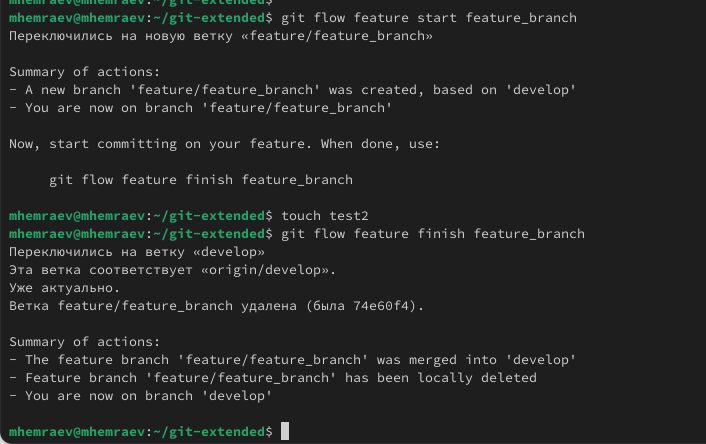 mhemraev@mhemraev:~/git-extended$ git flow feature start feature_branch
Переключились на новую ветку «feature/feature_branch»
Summary of actions:
- A new branch 'feature/feature_branch' was created, based on 'develop'
- You are now on branch 'feature/feature_branch'
Now, start committing on your feature. When done, use:
git flow feature finish feature_branch
mhemraev@mhemraev:~/git-extended$ touch test2
mhemraev@mhemraev:~/git-extended$ git flow feature finish feature_branch
Переключились на ветку «develop»
Эта ветка соответствует «origin/develop».
Уже актуально.
Ветка feature/feature_branch удалена (была 74e60f4).
Summary of actions:
- The feature branch 'feature/feature_branch' was merged into 'develop'
- Feature branch 'feature/feature_branch' has been locally deleted
- You are now on branch 'develop'
mhemraev@mhemraev:~/git-extended$